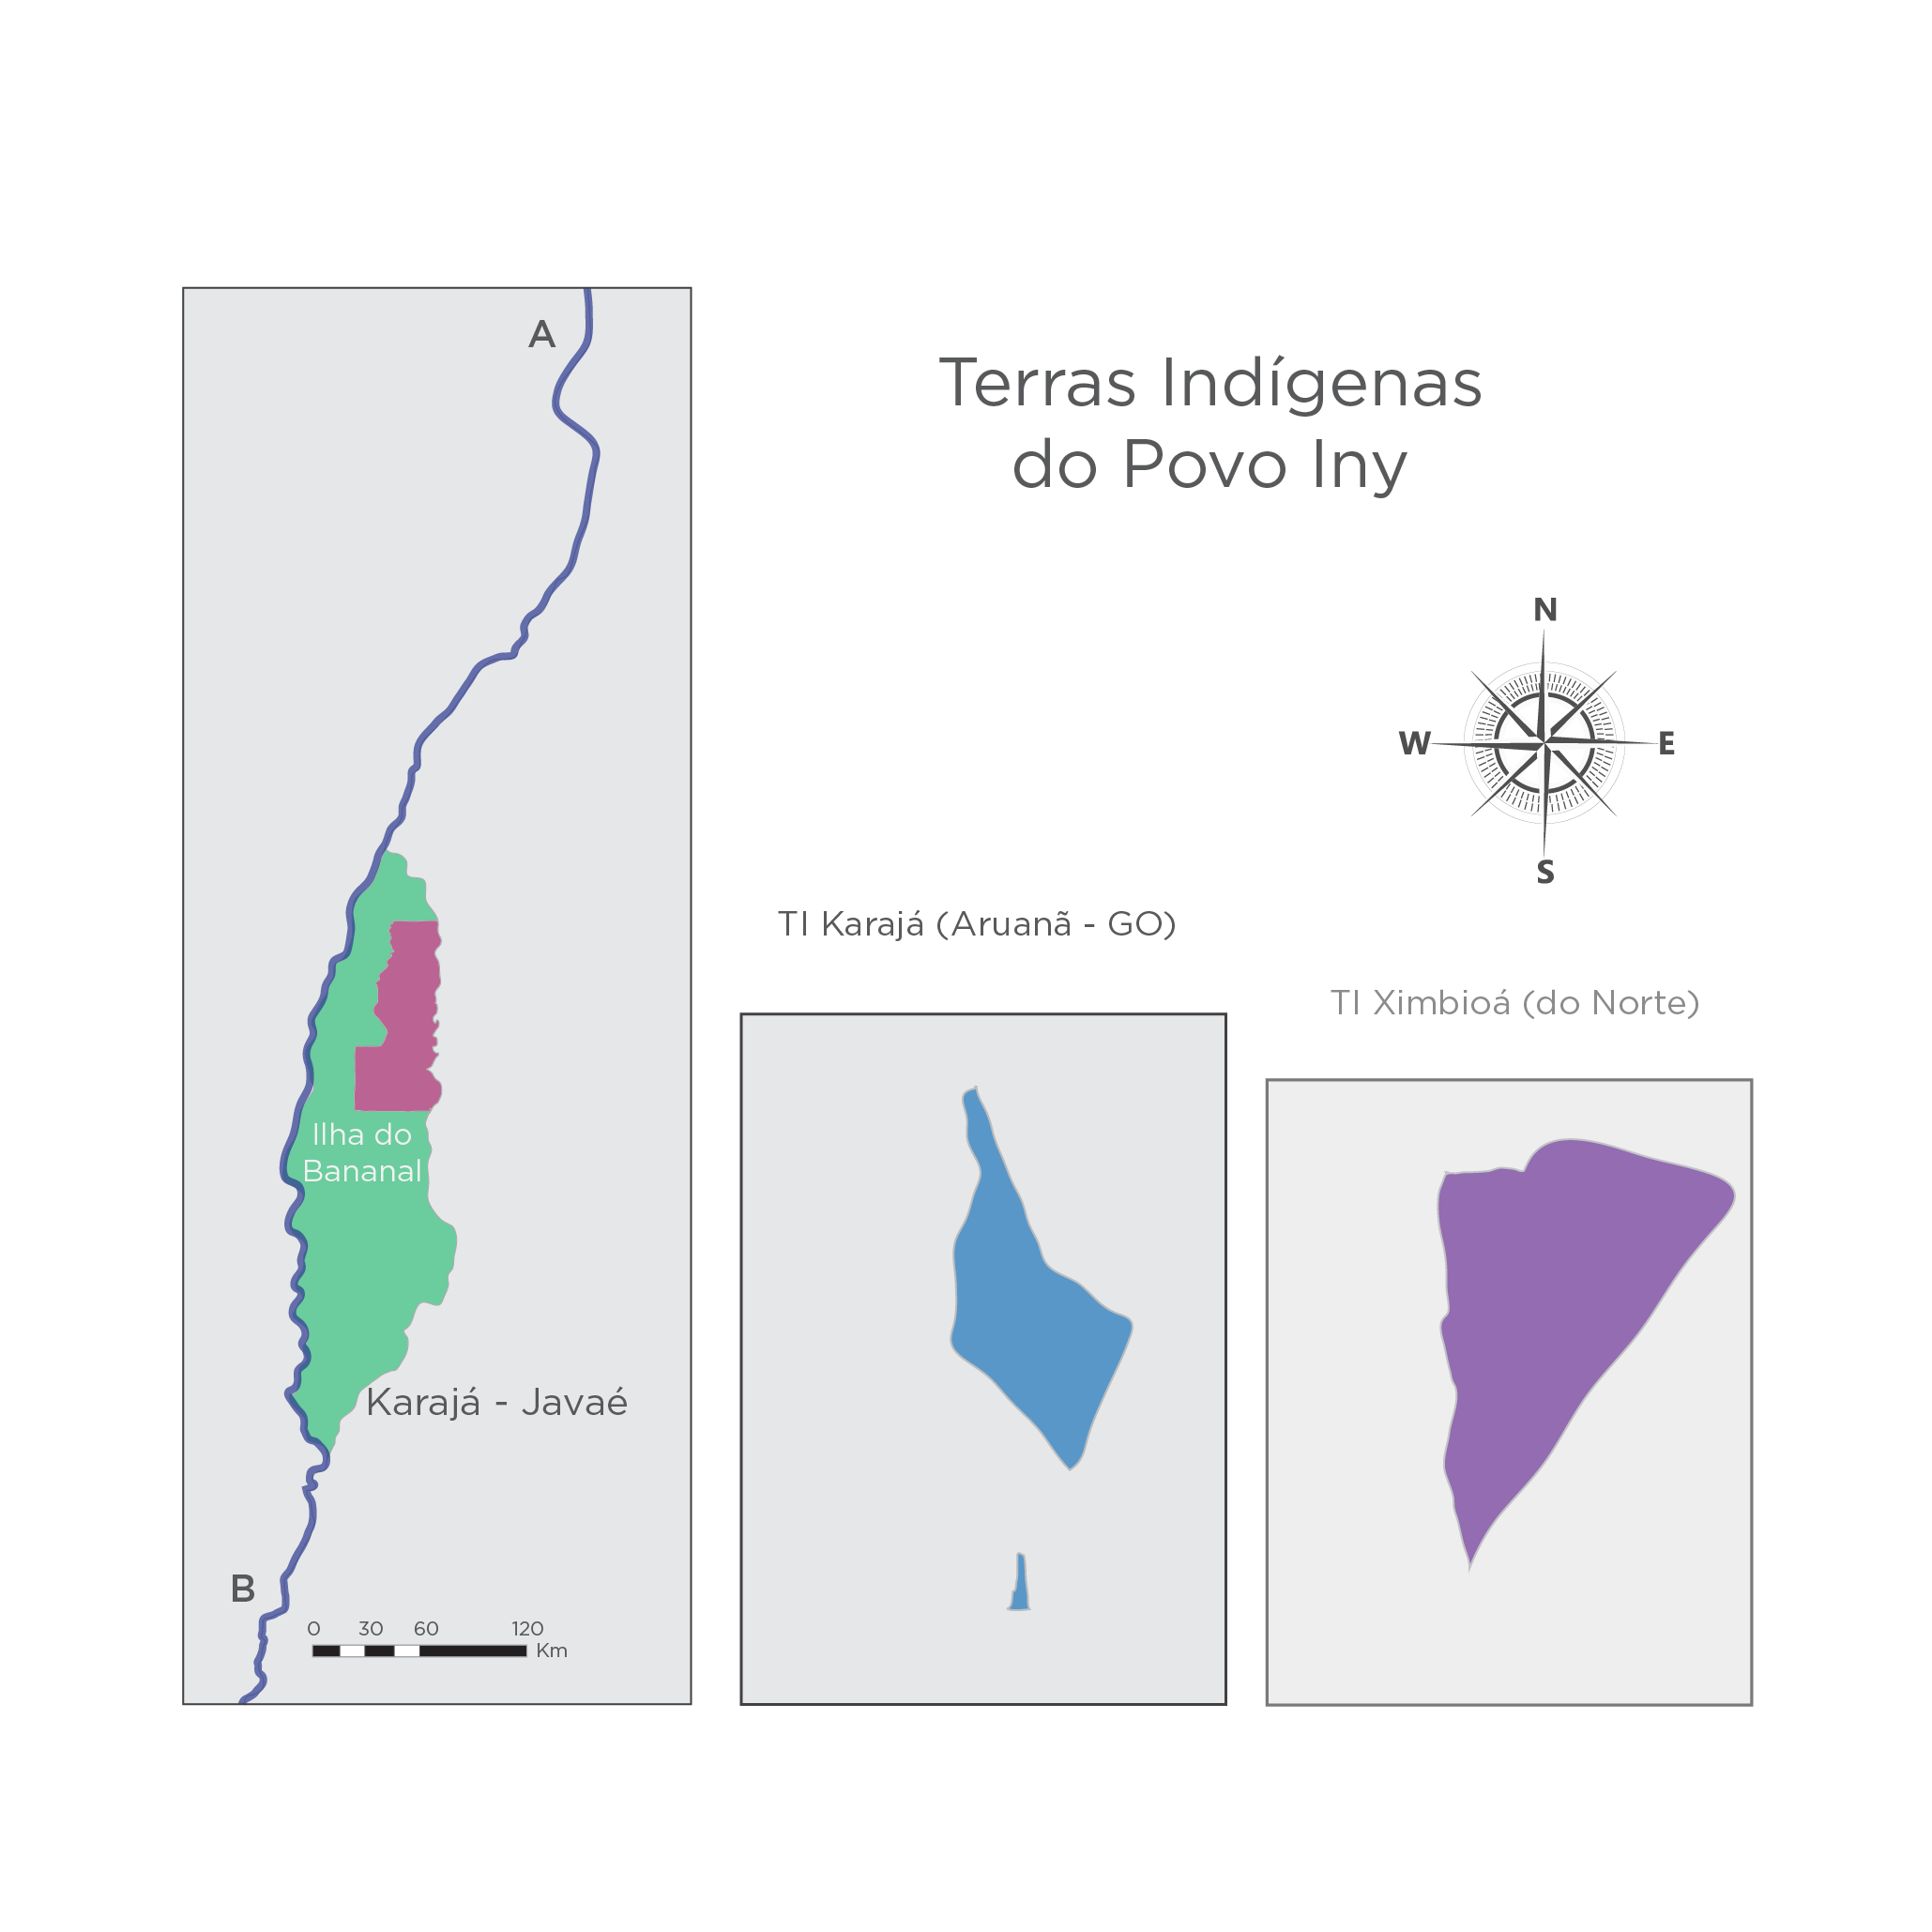 A
Terras Indígenas
do Povo Iny
N
W
E
S
TI Karajá (Aruanã - GO)
TI Ximbioá (do Norte)
Ilha do
Bananal
Karajá - Javaé
B
0 30 60 120
Km